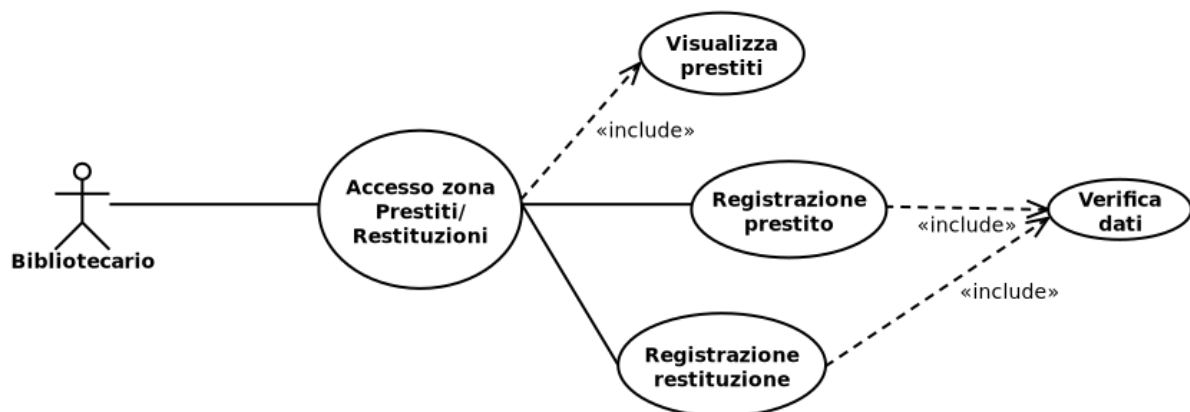 Visualizza
prestiti
«include»
Accesso zona
Prestiti/
Restituzioni
Registrazione
prestito
Verifica
dati
«include»
Bibliotecario
«include»
Registrazione
restituzione